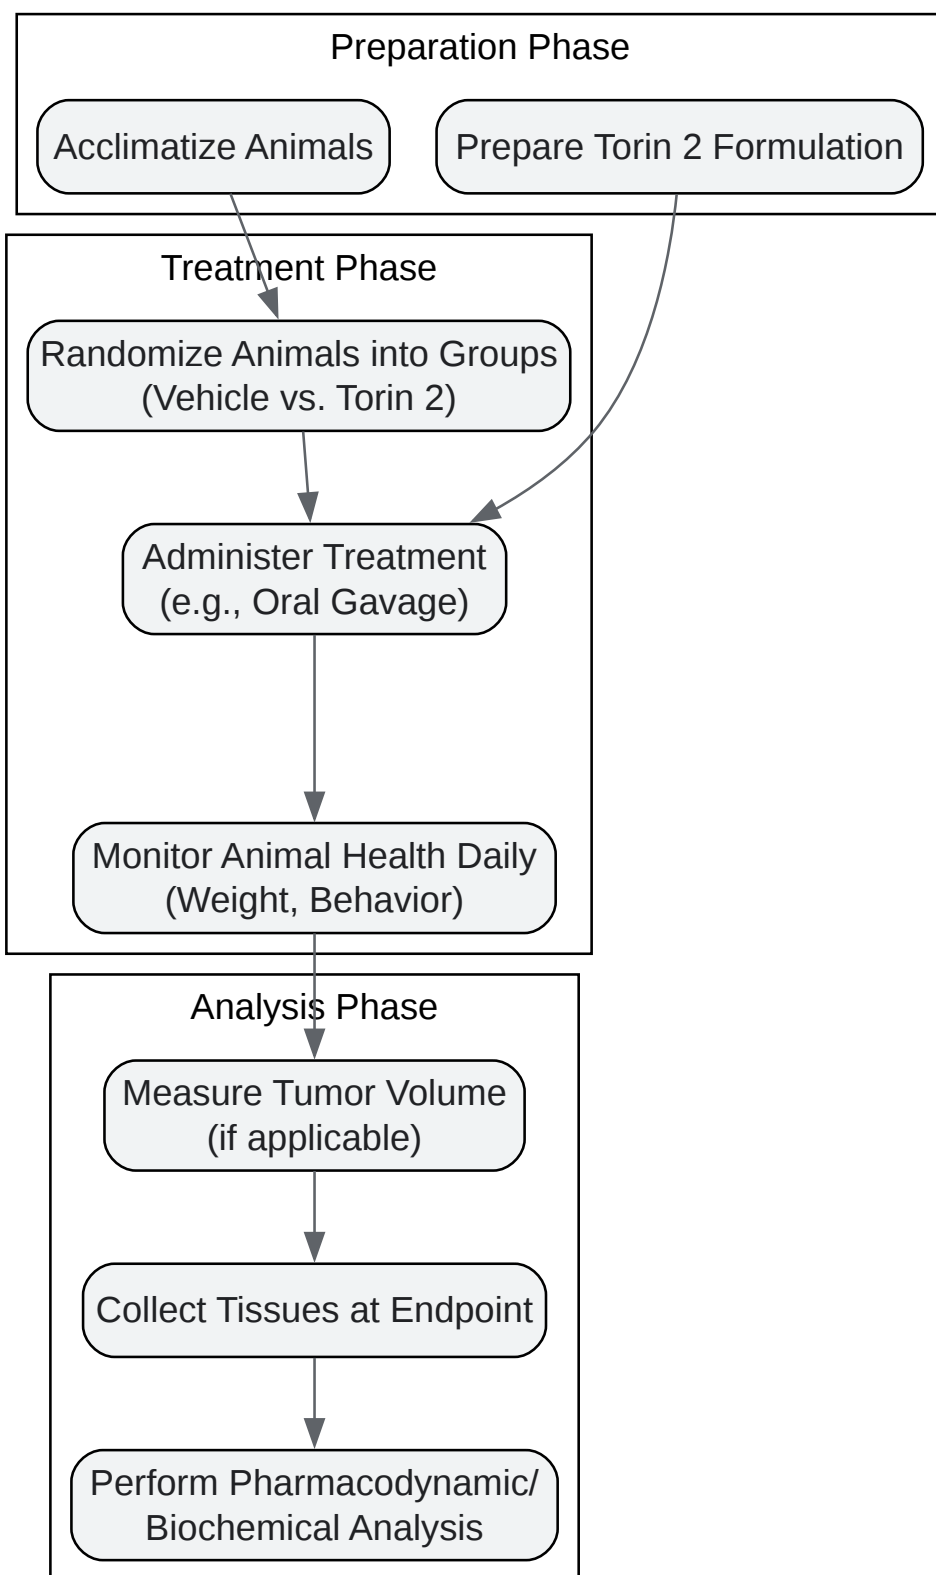 Preparation Phase
Acclimatize Animals
Prepare Torin 2 Formulation
Treatment Phase
Randomize Animals into Groups
(Vehicle vs. Torin 2)
Administer Treatment
(e.g., Oral Gavage)
Monitor Animal Health Daily
(Weight, Behavior)
Analysis Phase
Measure Tumor Volume
(if applicable)
Collect Tissues at Endpoint
Perform Pharmacodynamic/
Biochemical Analysis